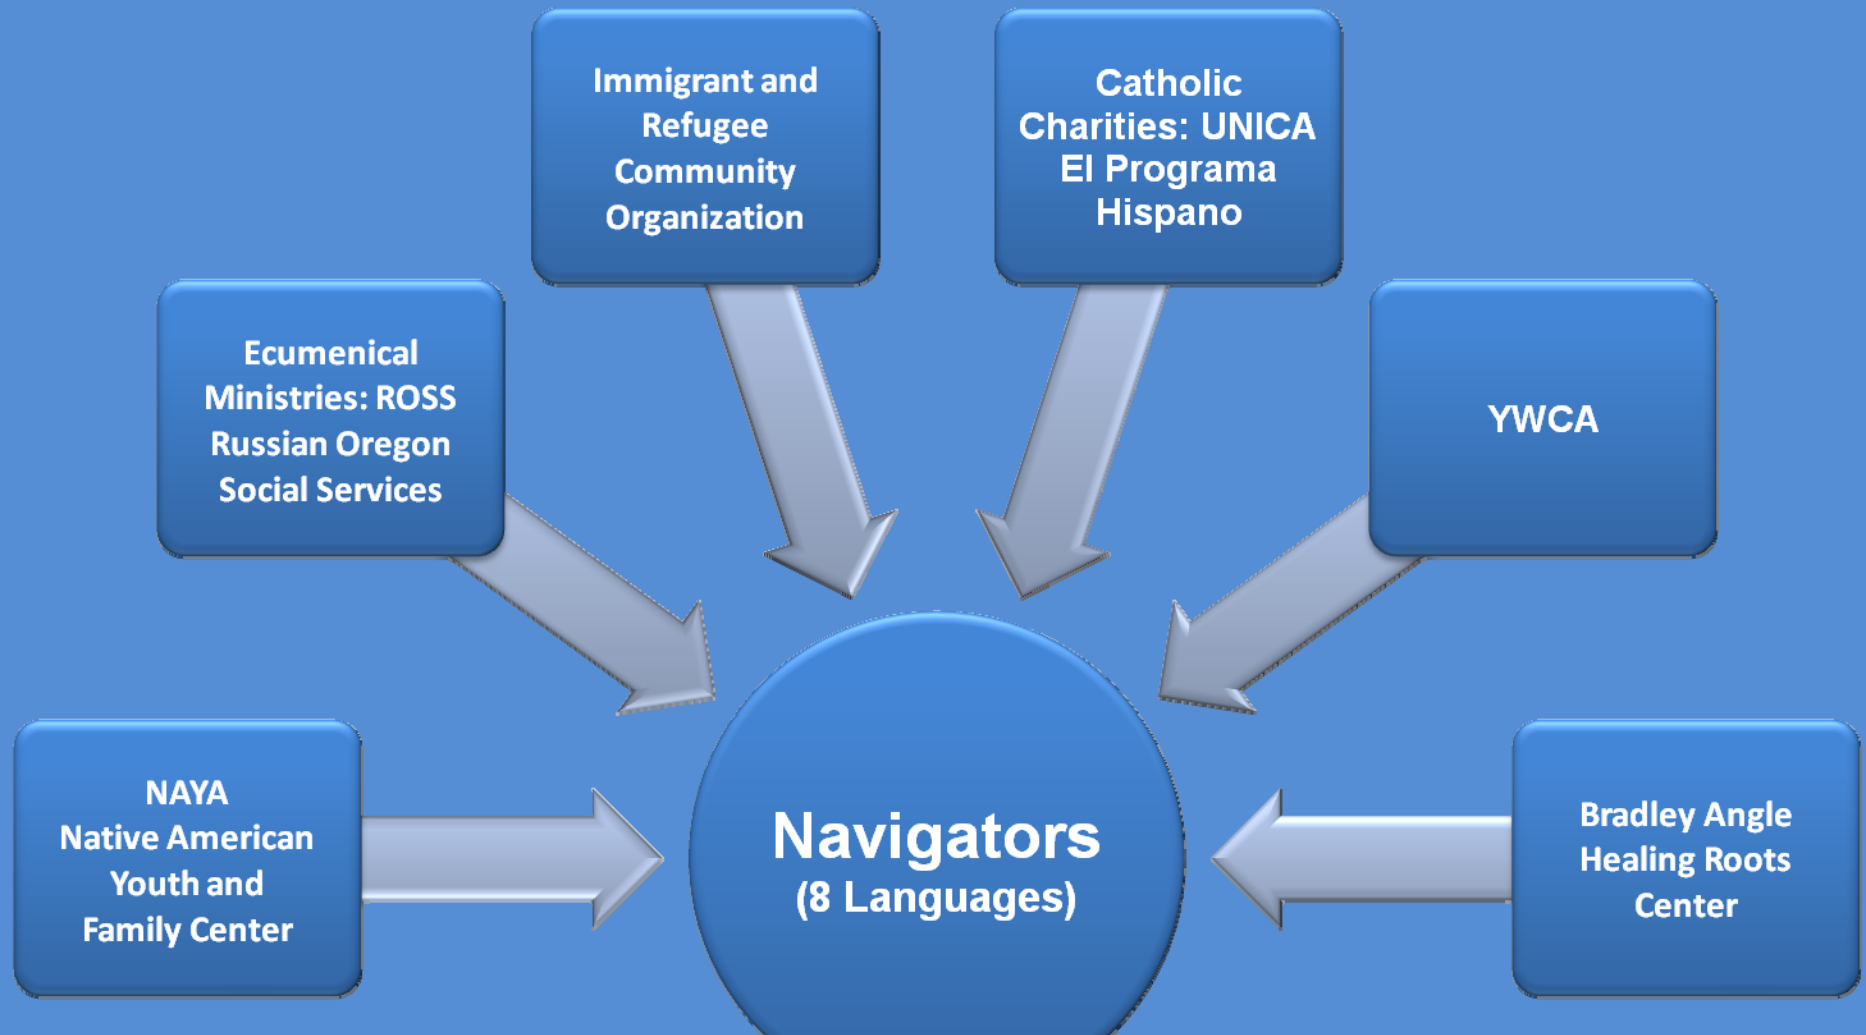 Immigrant and
Refugee
Community
Organization
Catholic
Charities: UNICA
El Programa
Hispano
Ecumenical
Ministries: ROSS
Russian Oregon
Social Services
YWCA
NAYA
Native American
Youth and
Family Center
Navigators
(8 Languages)
Bradley Angle
Healing Roots
Center